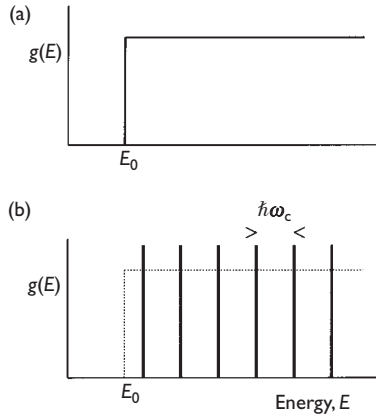 (a)
g(E)
E₀
(b)
ħωc
> <
g(E)
E₀
Energy, E